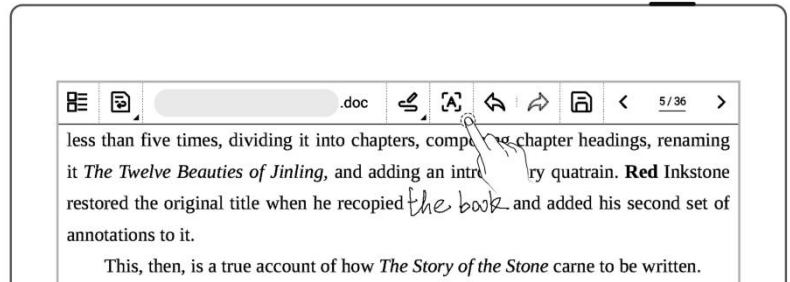 .doc A 5/36
less than five times, dividing it into chapters, chapter headings, renaming
it The Twelve Beauties of Jinling, and adding an quatrain. Red Inkstone
restored the original title when he recopied the book and added his second set of
annotations to it.
This, then, is a true account of how The Story of the Stone carne to be written.